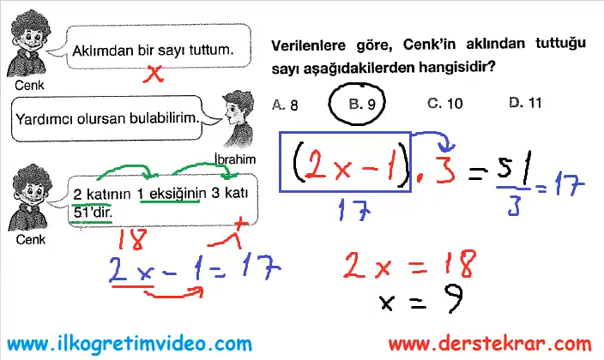 Aklımdan bir sayı tuttum.
x
Cenk
Yardımcı olursan bulabilirim.
İbrahim
2 katının 1 eksiğinin 3 katı
51'dir.
Cenk
18
+
2x - 1 = 17
Verilenlere göre, Cenk'in aklından tuttuğu
sayı aşağıdakilerden hangisidir?
A. 8 B. 9 C. 10 D. 11
(2x - 1) . 3 = 51/3 = 17
17
2x = 18
x = 9
www.ilkogretimvideo.com www.derstekrar.com